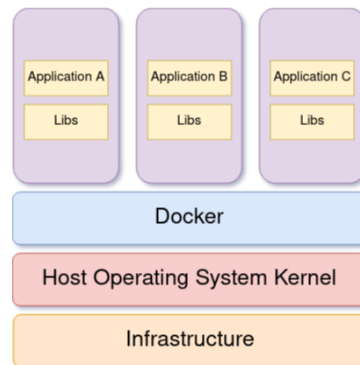 Application A
Application B
Application C
Libs
Libs
Libs
Docker
Host Operating System Kernel
Infrastructure